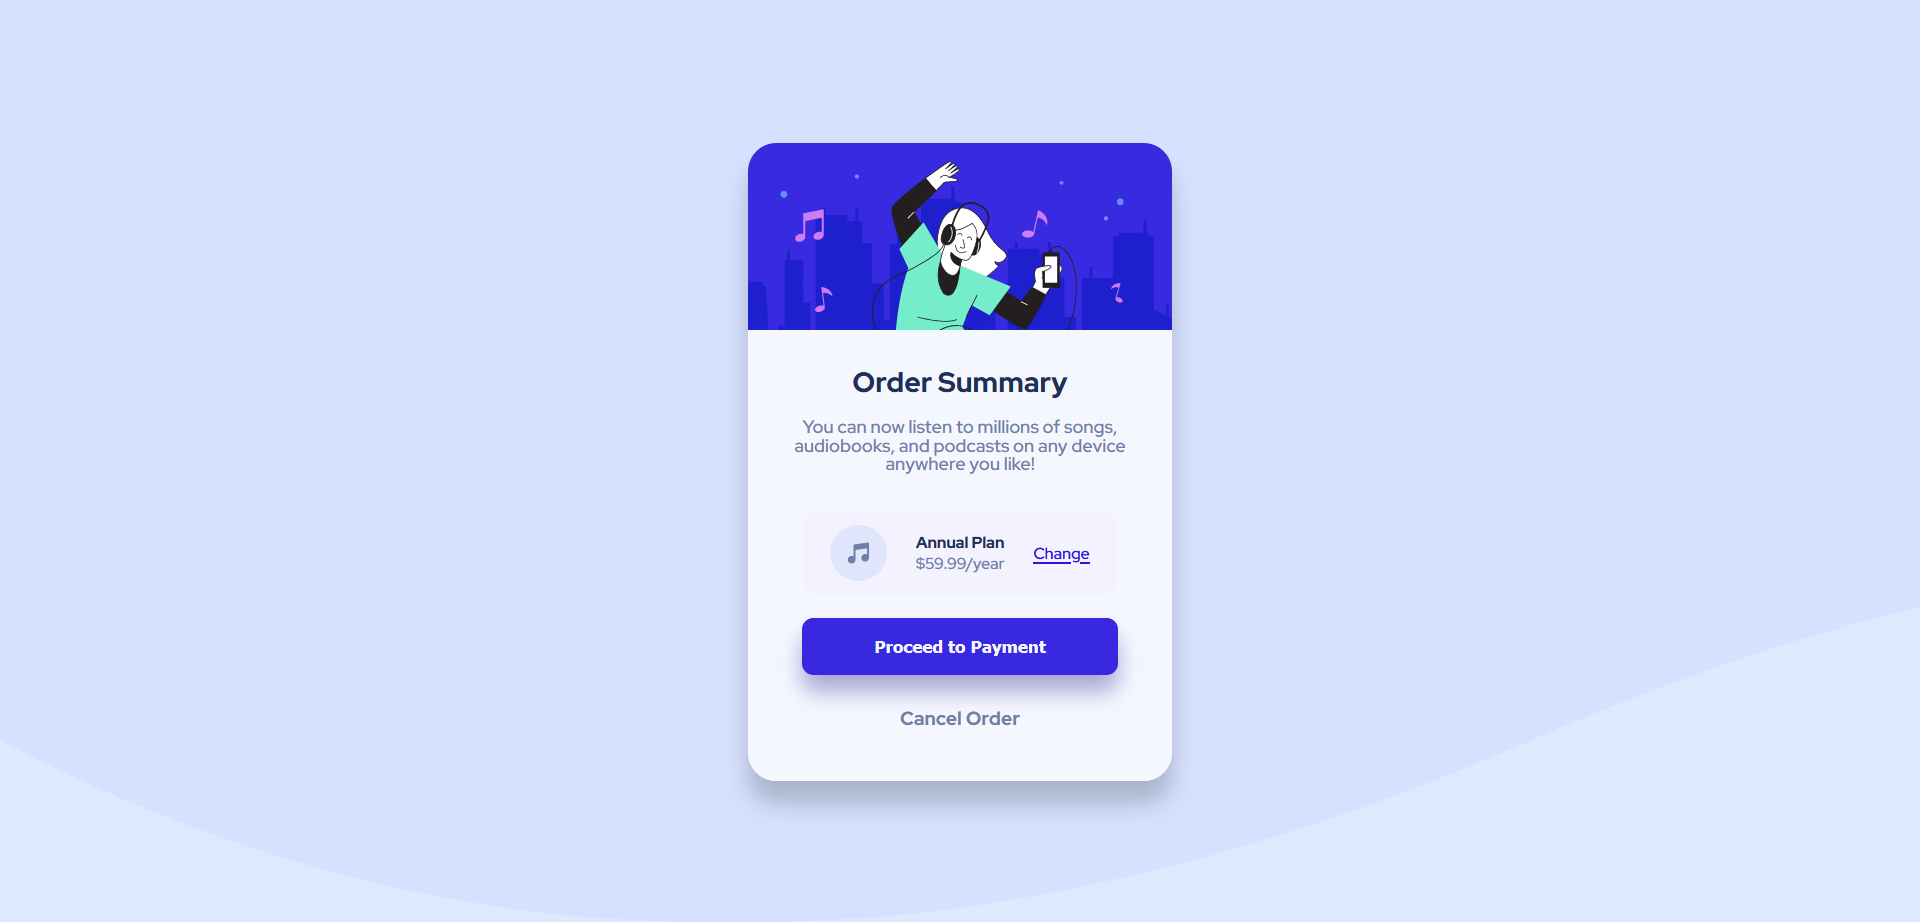 Order Summary
You can now listen to millions of songs,
audiobooks, and podcasts on any device
anywhere you like!
Annual Plan
$59.99/year
Change
Proceed to Payment
Cancel Order